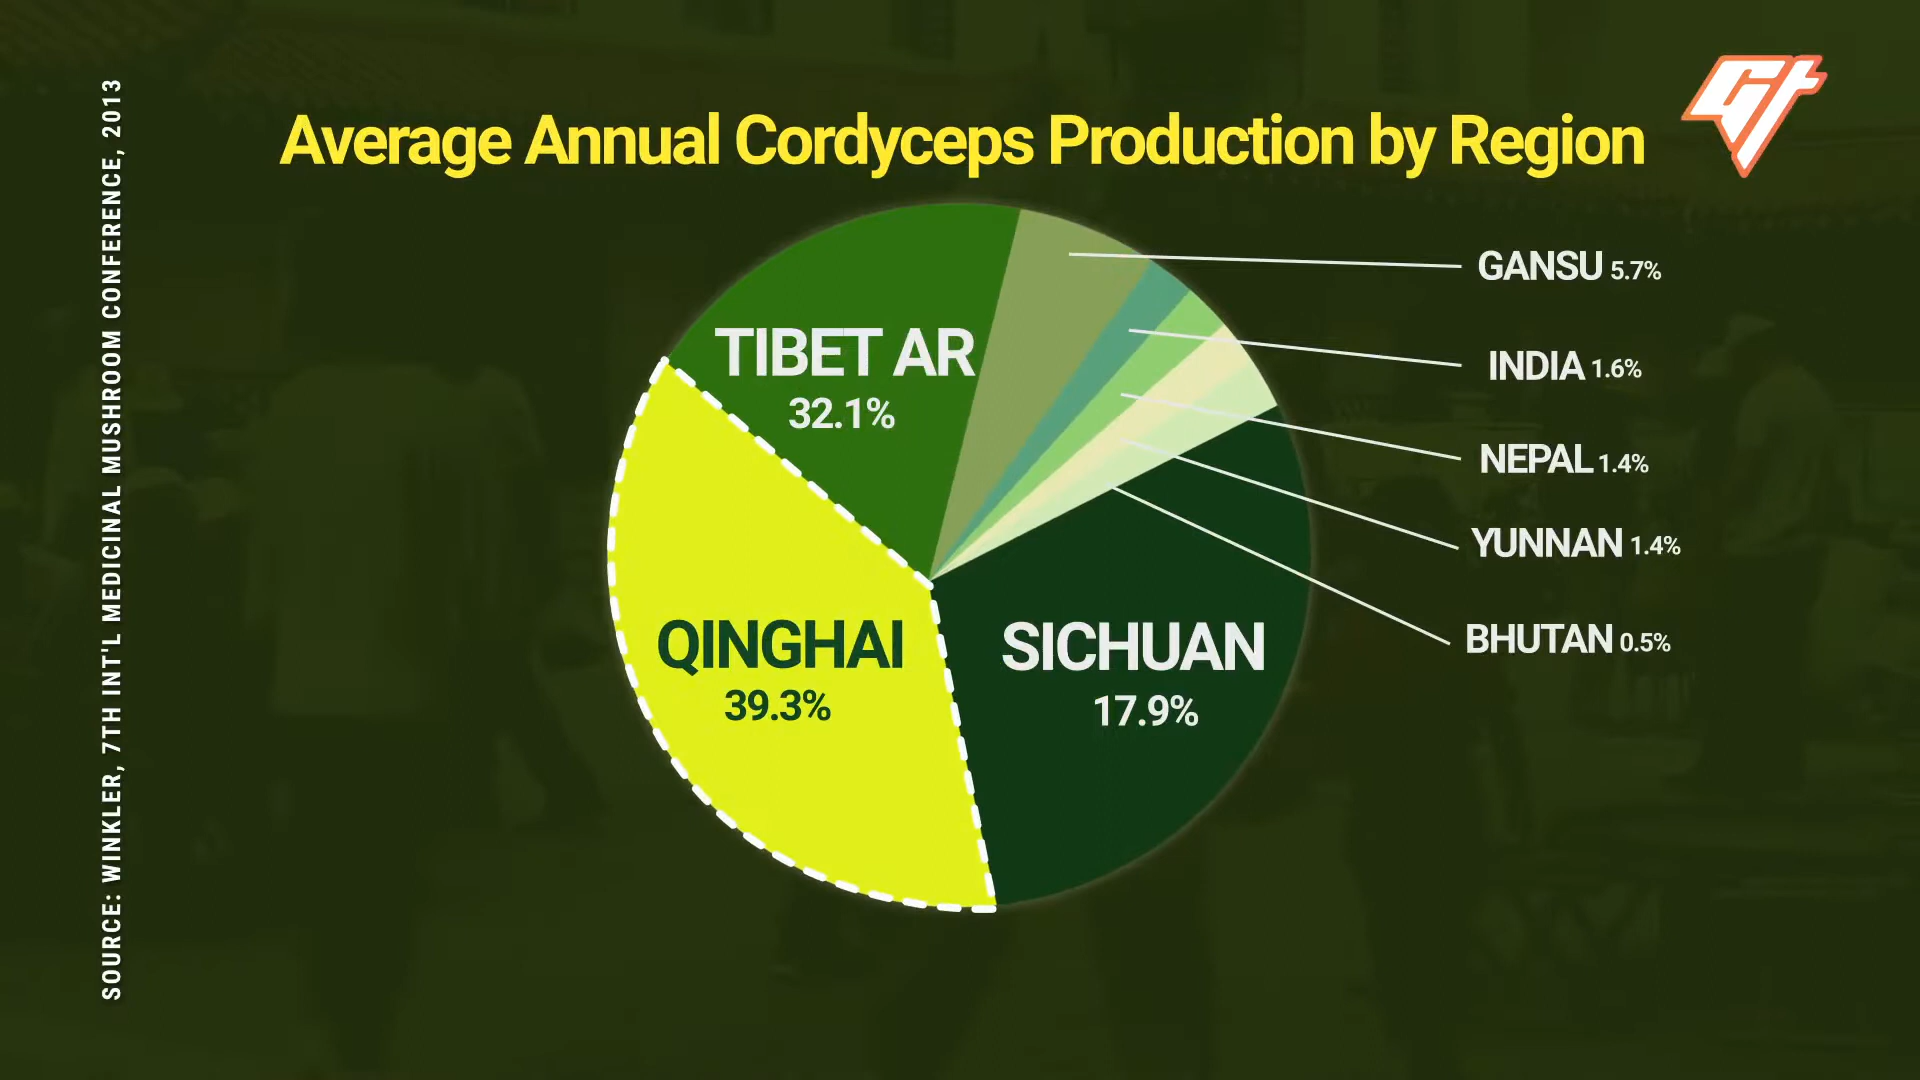 Average Annual Cordyceps Production by Region
GT
SOURCE: WINKLER, 7TH INT'L MEDICINAL MUSHROOM CONFERENCE, 2013
TIBET AR
32.1%
QINGHAI
39.3%
SICHUAN
17.9%
GANSU 5.7%
INDIA 1.6%
NEPAL 1.4%
YUNNAN 1.4%
BHUTAN 0.5%